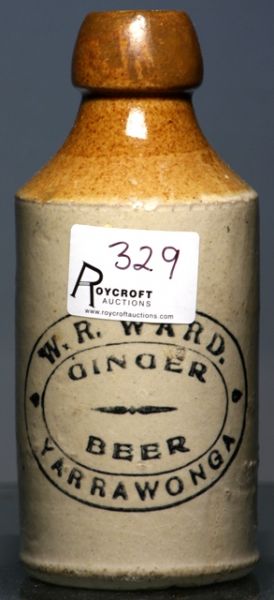 329
ROYCROFT
AUCTIONS
www.roycroftauctions.com
W. R. WARD.
GINGER
BEER
YARRAWONGA